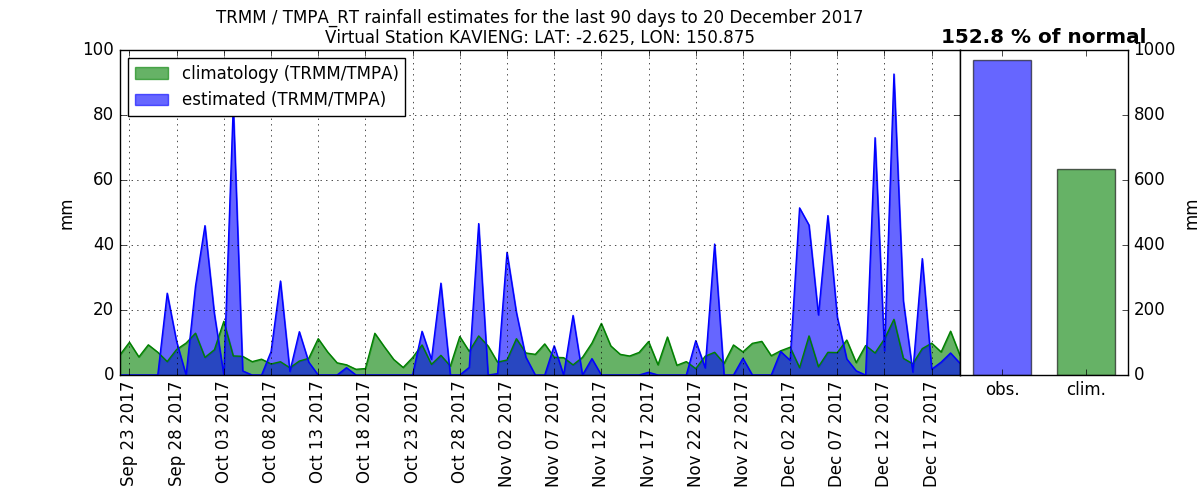 TRMM / TMPA_RT rainfall estimates for the last 90 days to 20 December 2017
Virtual Station KAVIENG: LAT: -2.625, LON: 150.875
152.8 % of normal
climatology (TRMM/TMPA)
estimated (TRMM/TMPA)
100
80
60
40
20
0
mm
1000
800
600
400
200
0
mm
obs.
clim.
Sep 23 2017
Sep 28 2017
Oct 03 2017
Oct 08 2017
Oct 13 2017
Oct 18 2017
Oct 23 2017
Oct 28 2017
Nov 02 2017
Nov 07 2017
Nov 12 2017
Nov 17 2017
Nov 22 2017
Nov 27 2017
Dec 02 2017
Dec 07 2017
Dec 12 2017
Dec 17 2017